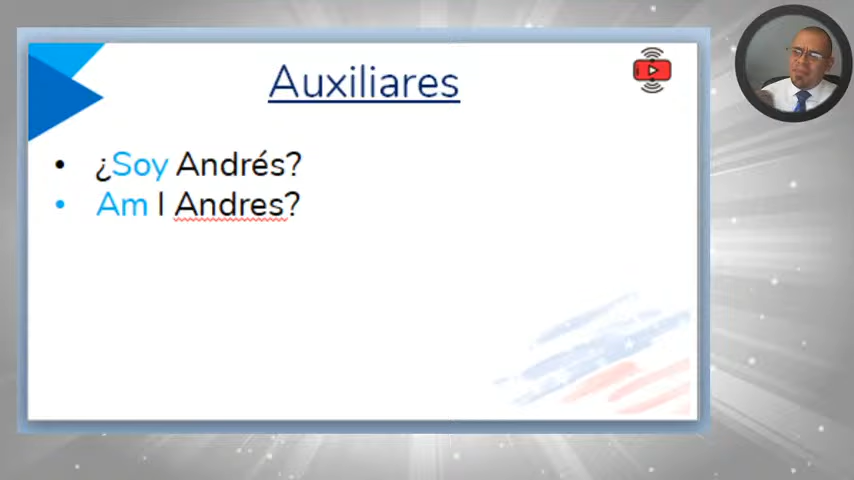 Auxiliares
• ¿Soy Andrés?
• Am I Andres?